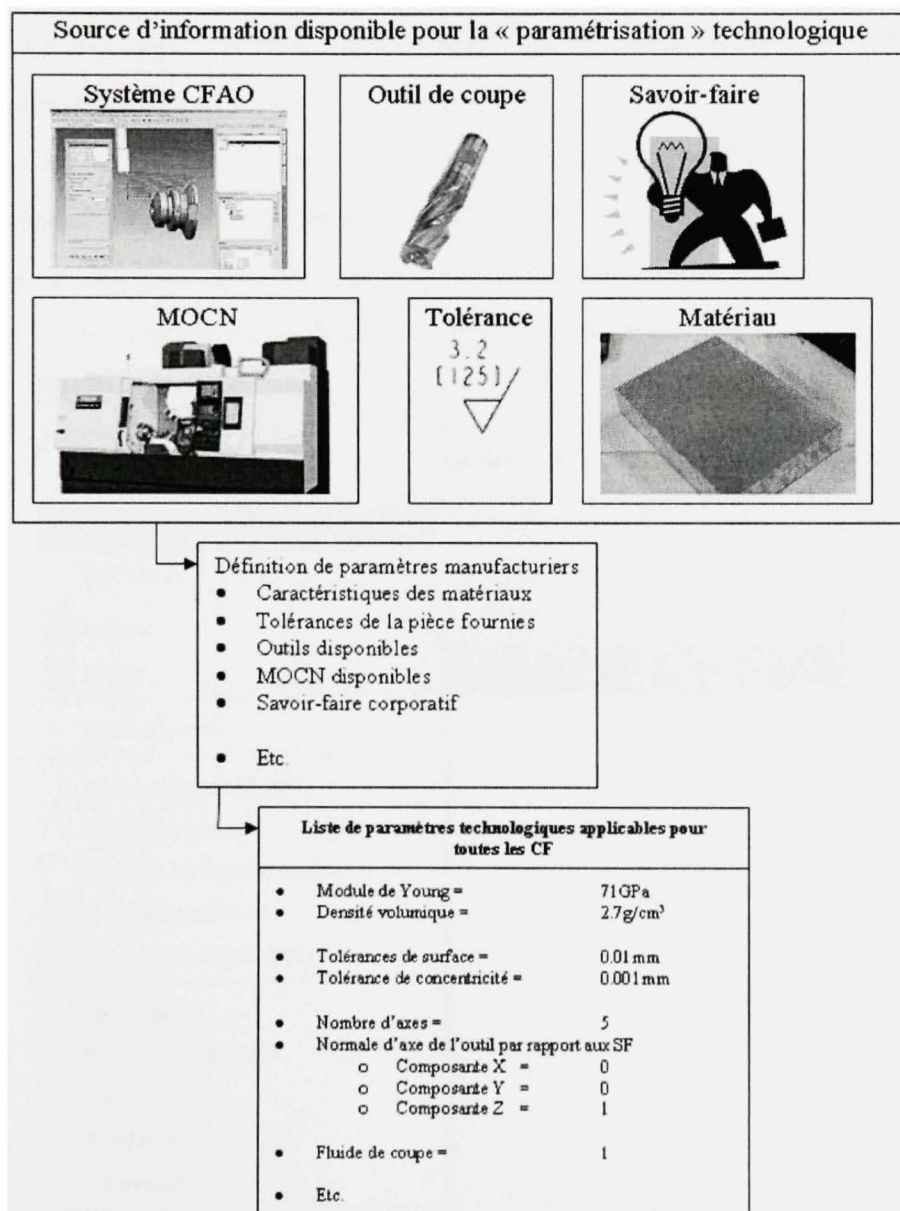 Source d'information disponible pour la « paramétrisation » technologique
Système CFAO
Outil de coupe
Savoir-faire
MOCN
Tolérance
3.2
[125]
Matériau
Définition de paramètres manufacturiers
• Caractéristiques des matériaux
• Tolérances de la pièce fournies
• Outils disponibles
• MOCN disponibles
• Savoir-faire corporatif
• Etc.
Liste de paramètres technologiques applicables pour
toutes les CF
• Module de Young = 71GPa
• Densité volumique = 2.7g/cm³
• Tolérances de surface = 0.01 mm
• Tolérance de concentricité = 0.001 mm
• Nombre d'axes = 5
• Normale d'axe de l'outil par rapport aux SF
o Composante X = 0
o Composante Y = 0
o Composante Z = 1
• Fluide de coupe = 1
• Etc.